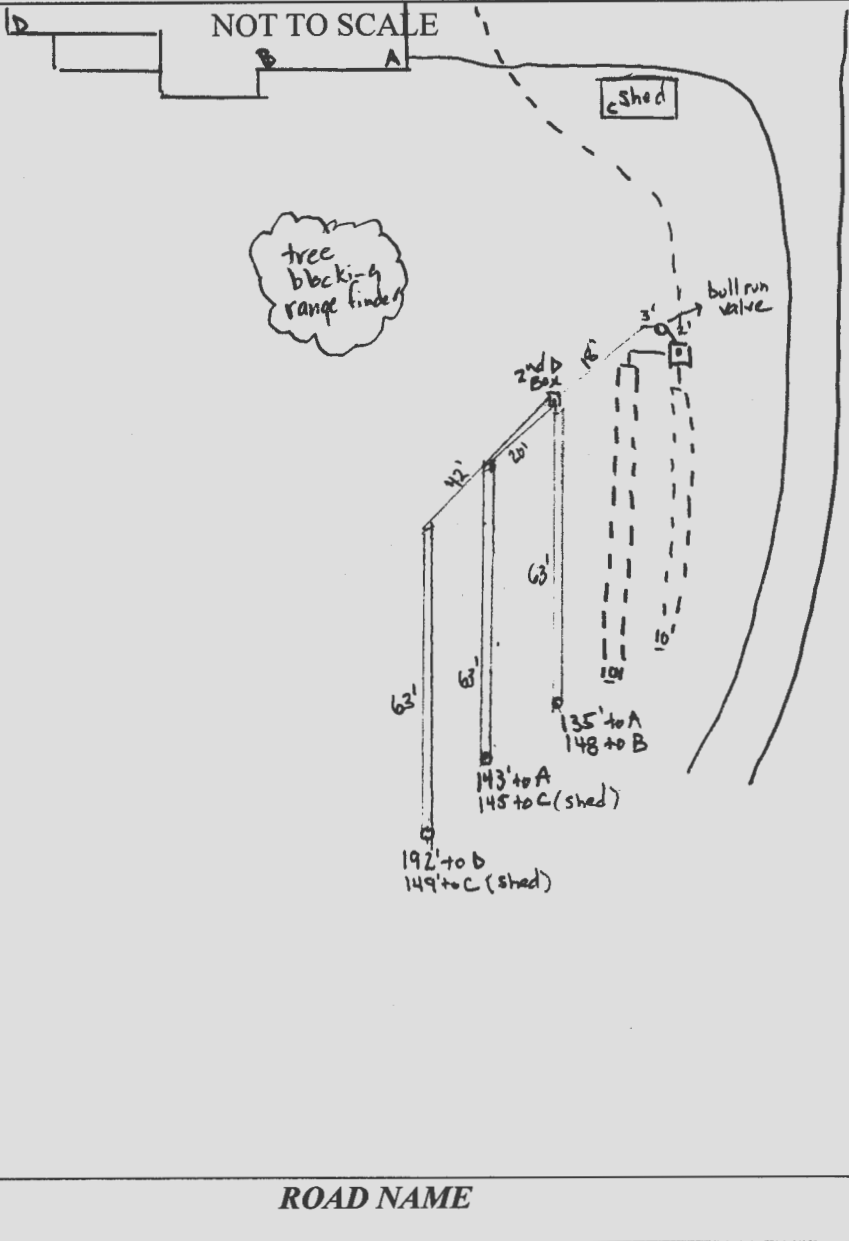 D
NOT TO SCALE
B
A
c shed
tree
blocking
range finder
bull run
valve
3'
2'
18'
2nd D
Box
20'
42'
63'
63'
63'
10'
10'
135' to A
148 to B
143' to A
145 to C (shed)
192' to D
149' to C (shed)
ROAD NAME